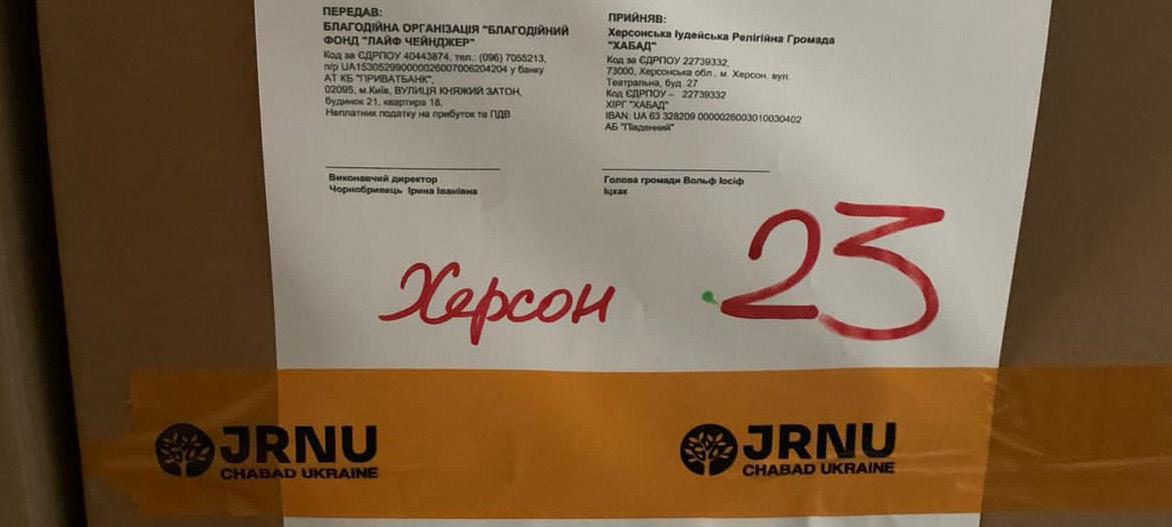 ПЕРЕДАВ:
БЛАГОДІЙНА ОРГАНІЗАЦІЯ "БЛАГОДІЙНИЙ
ФОНД "ЛАЙФ ЧЕЙНДЖЕР"
Код за ЄДРПОУ 40443874, тел.: (096) 7055213,
п/р UA153052990000026007006204204 у банку
АТ КБ "ПРИВАТБАНК",
02095, м.Київ, ВУЛИЦЯ КНЯЖИЙ ЗАТОН,
будинок 21, квартира 18,
Неплатник податку на прибуток та ПДВ
Виконавчий директор
Чорнобривець Ірина Іванівна
ПРИЙНЯВ:
Херсонська Іудейська Релігійна Громада
"ХАБАД"
Код за ЄДРПОУ 22739332,
73000, Херсонська обл., м. Херсон, вул.
Театральна, буд. 27
Код ЄДРПОУ – 22739332
ХІРГ "ХАБАД"
IBAN: UA 63 328209 0000026003010030402
АБ "Південний"
Голова громади Вольф Іосіф
Іцхак
Херсон 23
JRNU
CHABAD UKRAINE
JRNU
CHABAD UKRAINE